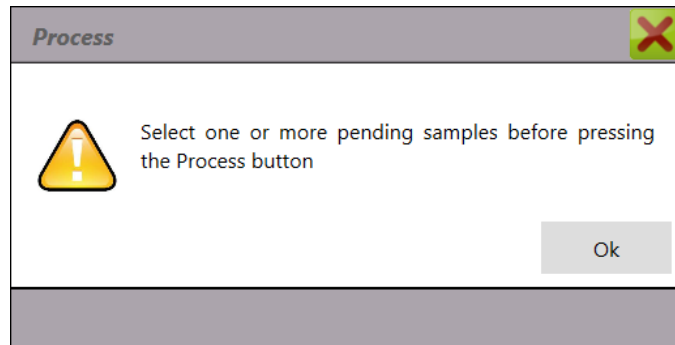 Process
Select one or more pending samples before pressing
the Process button
Ok